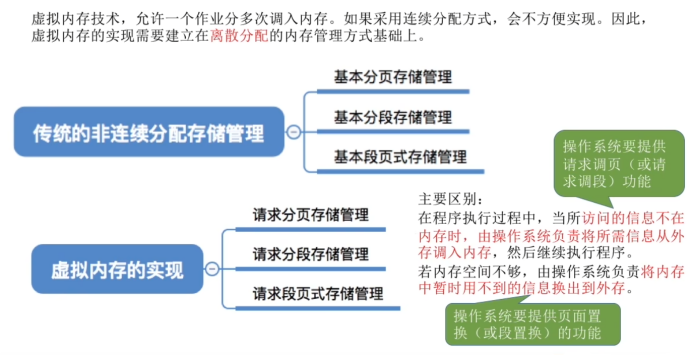 虚拟内存技术，允许一个作业分多次调入内存。如果采用连续分配方式，会不方便实现。因此，
虚拟内存的实现需要建立在离散分配的内存管理方式基础上。
传统的非连续分配存储管理
基本分页存储管理
基本分段存储管理
基本段页式存储管理
虚拟内存的实现
请求分页存储管理
请求分段存储管理
请求段页式存储管理
操作系统要提供
请求调页（或请
求调段）功能
主要区别：
在程序执行过程中，当所访问的信息不在
内存时，由操作系统负责将所需信息从外
存调入内存，然后继续执行程序。
若内存空间不够，由操作系统负责将内存
中暂时用不到的信息换出到外存。
操作系统要提供页面置
换（或段置换）的功能